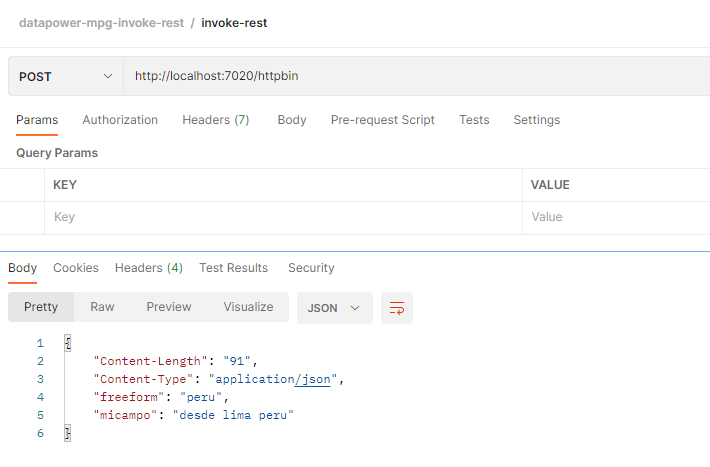 datapower-mpg-invoke-rest / invoke-rest
POST http://localhost:7020/httpbin
Params Authorization Headers (7) Body Pre-request Script Tests Settings
Query Params
KEY VALUE
Key Value
Body Cookies Headers (4) Test Results Security
Pretty Raw Preview Visualize JSON
1 {
2 "Content-Length": "91",
3 "Content-Type": "application/json",
4 "freeform": "peru",
5 "micampo": "desde lima peru"
6 }